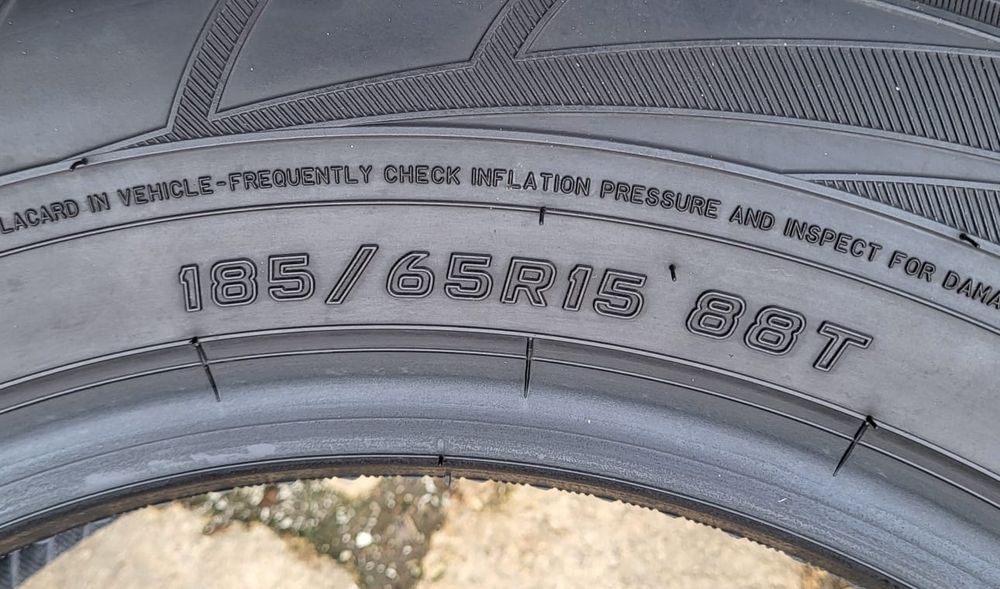 LACARD IN VEHICLE-FREQUENTLY CHECK INFLATION PRESSURE AND INSPECT FOR DAMA
185/65R15 88T